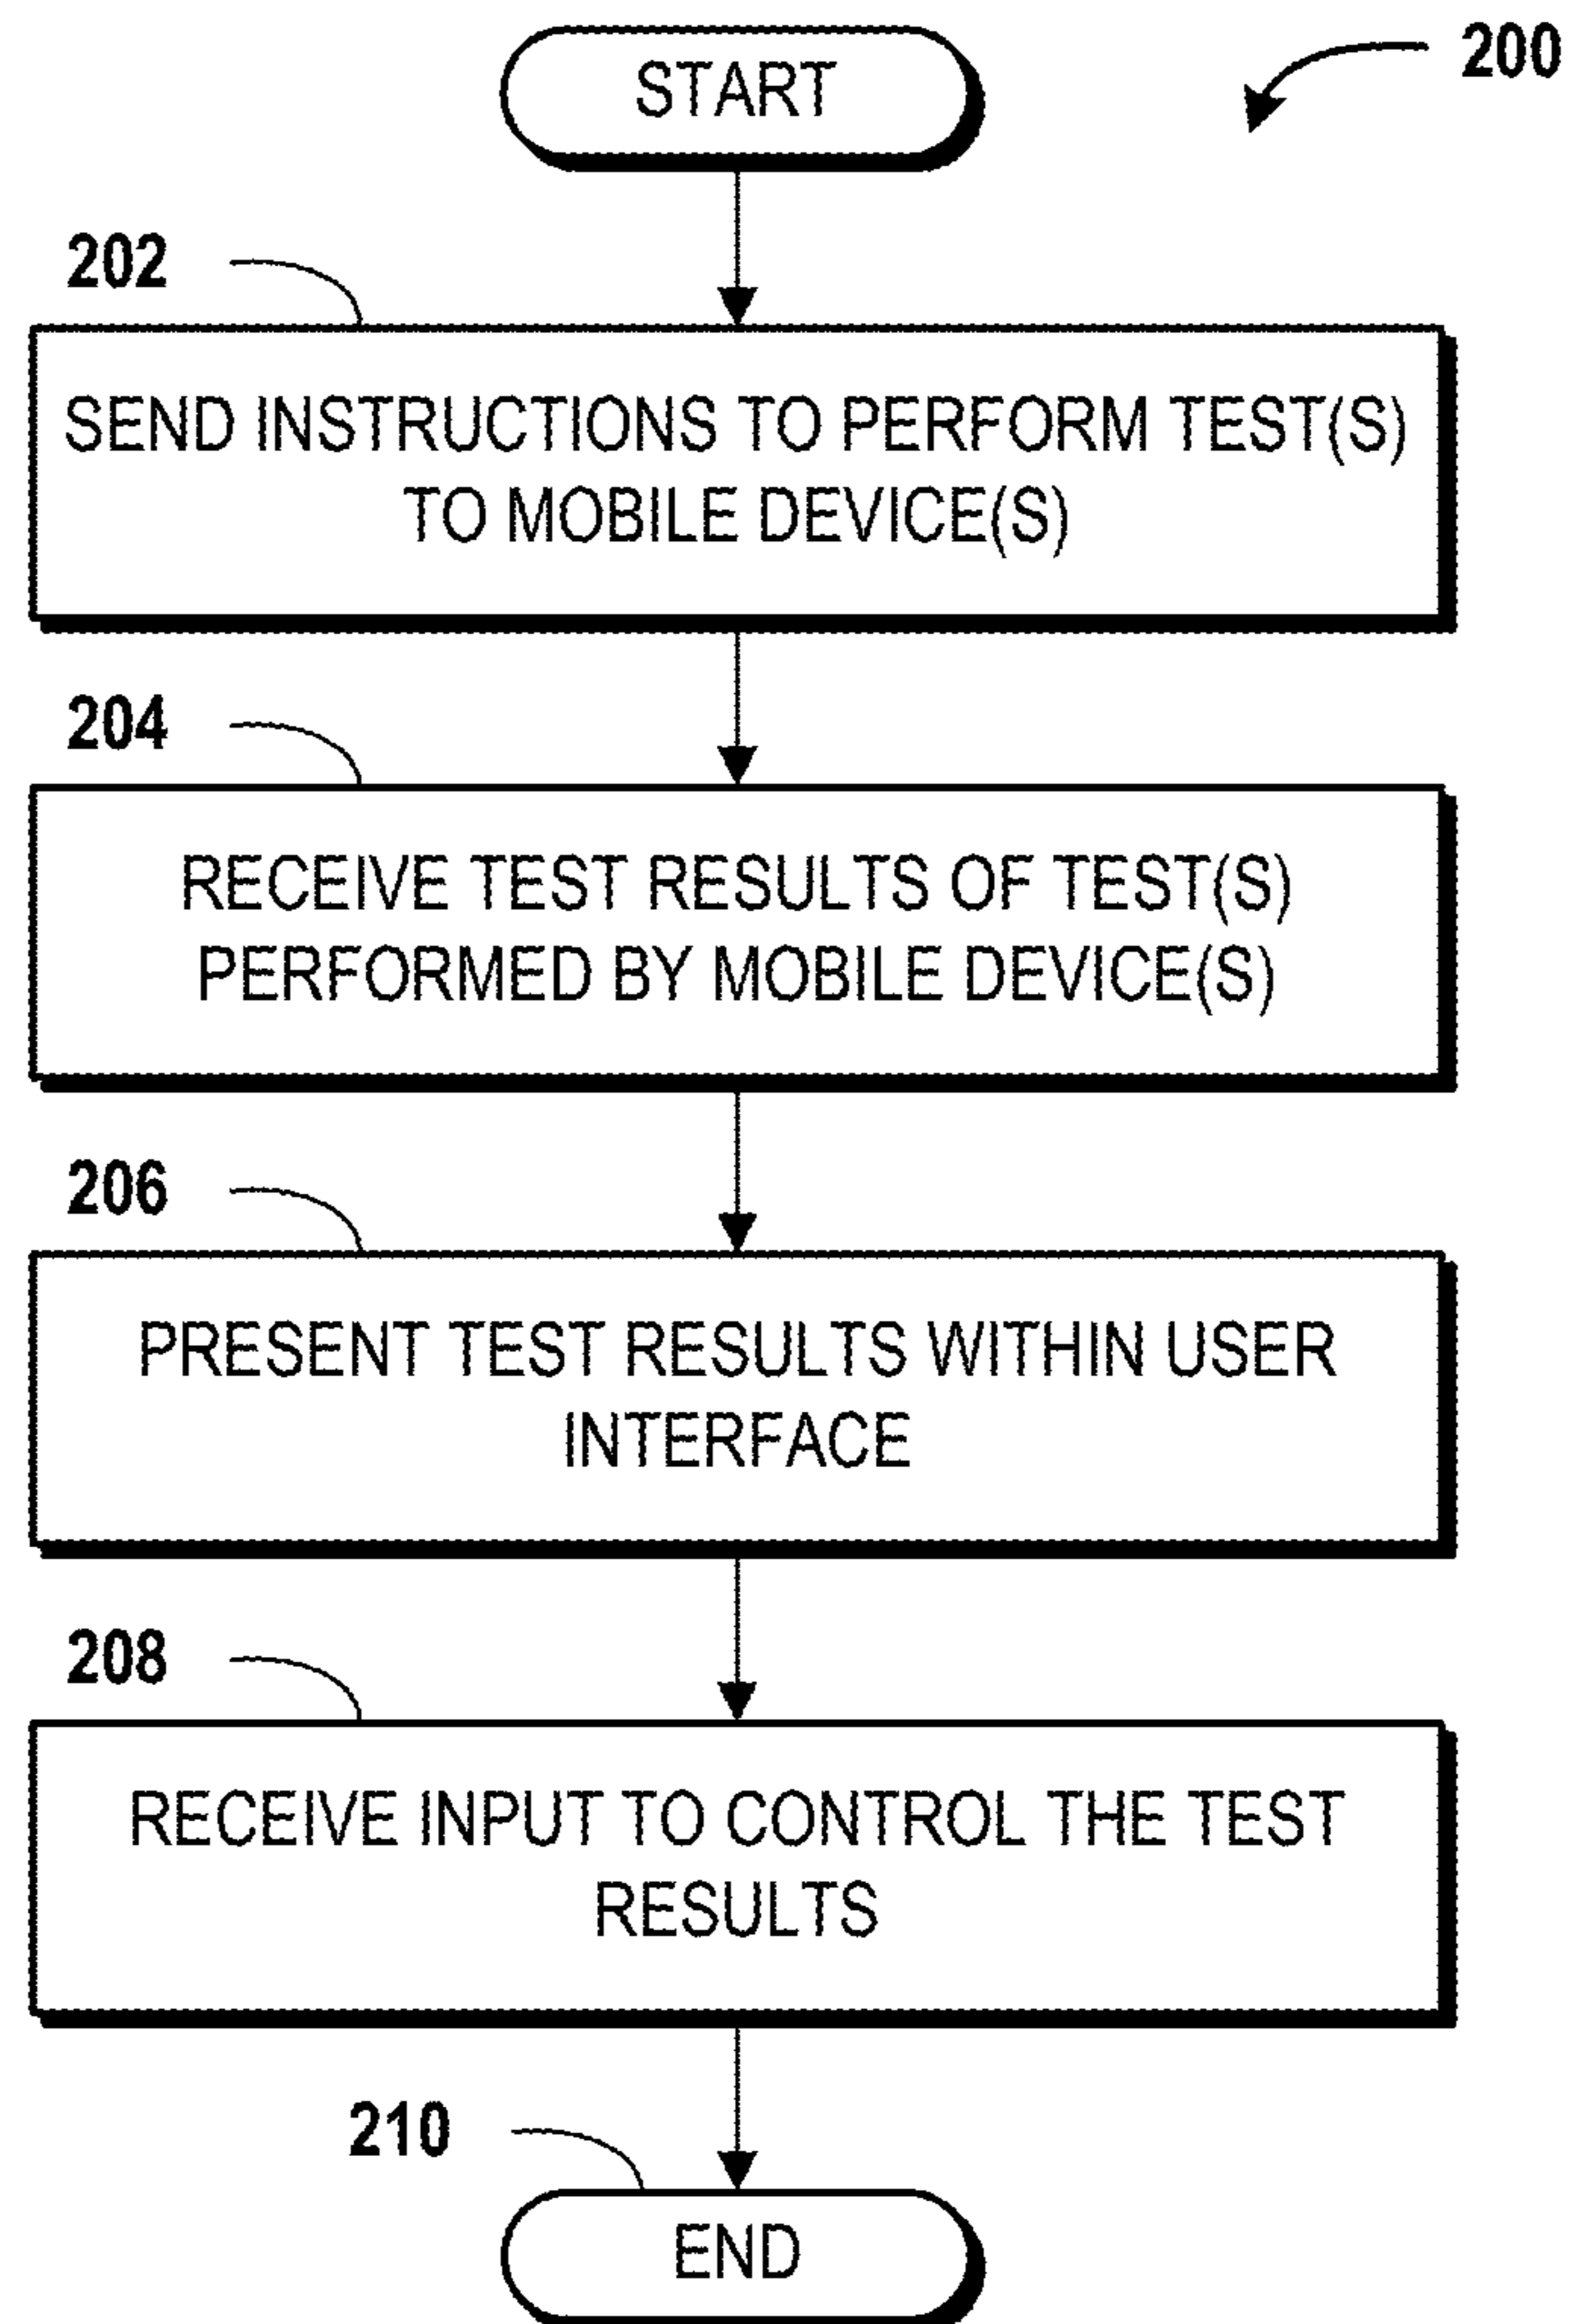 START
200
202
SEND INSTRUCTIONS TO PERFORM TEST(S)
TO MOBILE DEVICE(S)
204
RECEIVE TEST RESULTS OF TEST(S)
PERFORMED BY MOBILE DEVICE(S)
206
PRESENT TEST RESULTS WITHIN USER
INTERFACE
208
RECEIVE INPUT TO CONTROL THE TEST
RESULTS
210
END